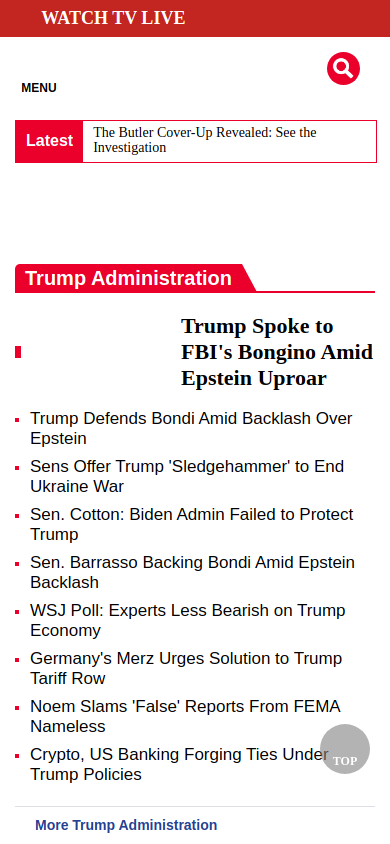 WATCH TV LIVE
MENU
Latest
The Butler Cover-Up Revealed: See the
Investigation
Trump Administration
Trump Spoke to
FBI's Bongino Amid
Epstein Uproar
Trump Defends Bondi Amid Backlash Over
Epstein
Sens Offer Trump 'Sledgehammer' to End
Ukraine War
Sen. Cotton: Biden Admin Failed to Protect
Trump
Sen. Barrasso Backing Bondi Amid Epstein
Backlash
WSJ Poll: Experts Less Bearish on Trump
Economy
Germany's Merz Urges Solution to Trump
Tariff Row
Noem Slams 'False' Reports From FEMA
Nameless
Crypto, US Banking Forging Ties Under
Trump Policies
TOP
More Trump Administration